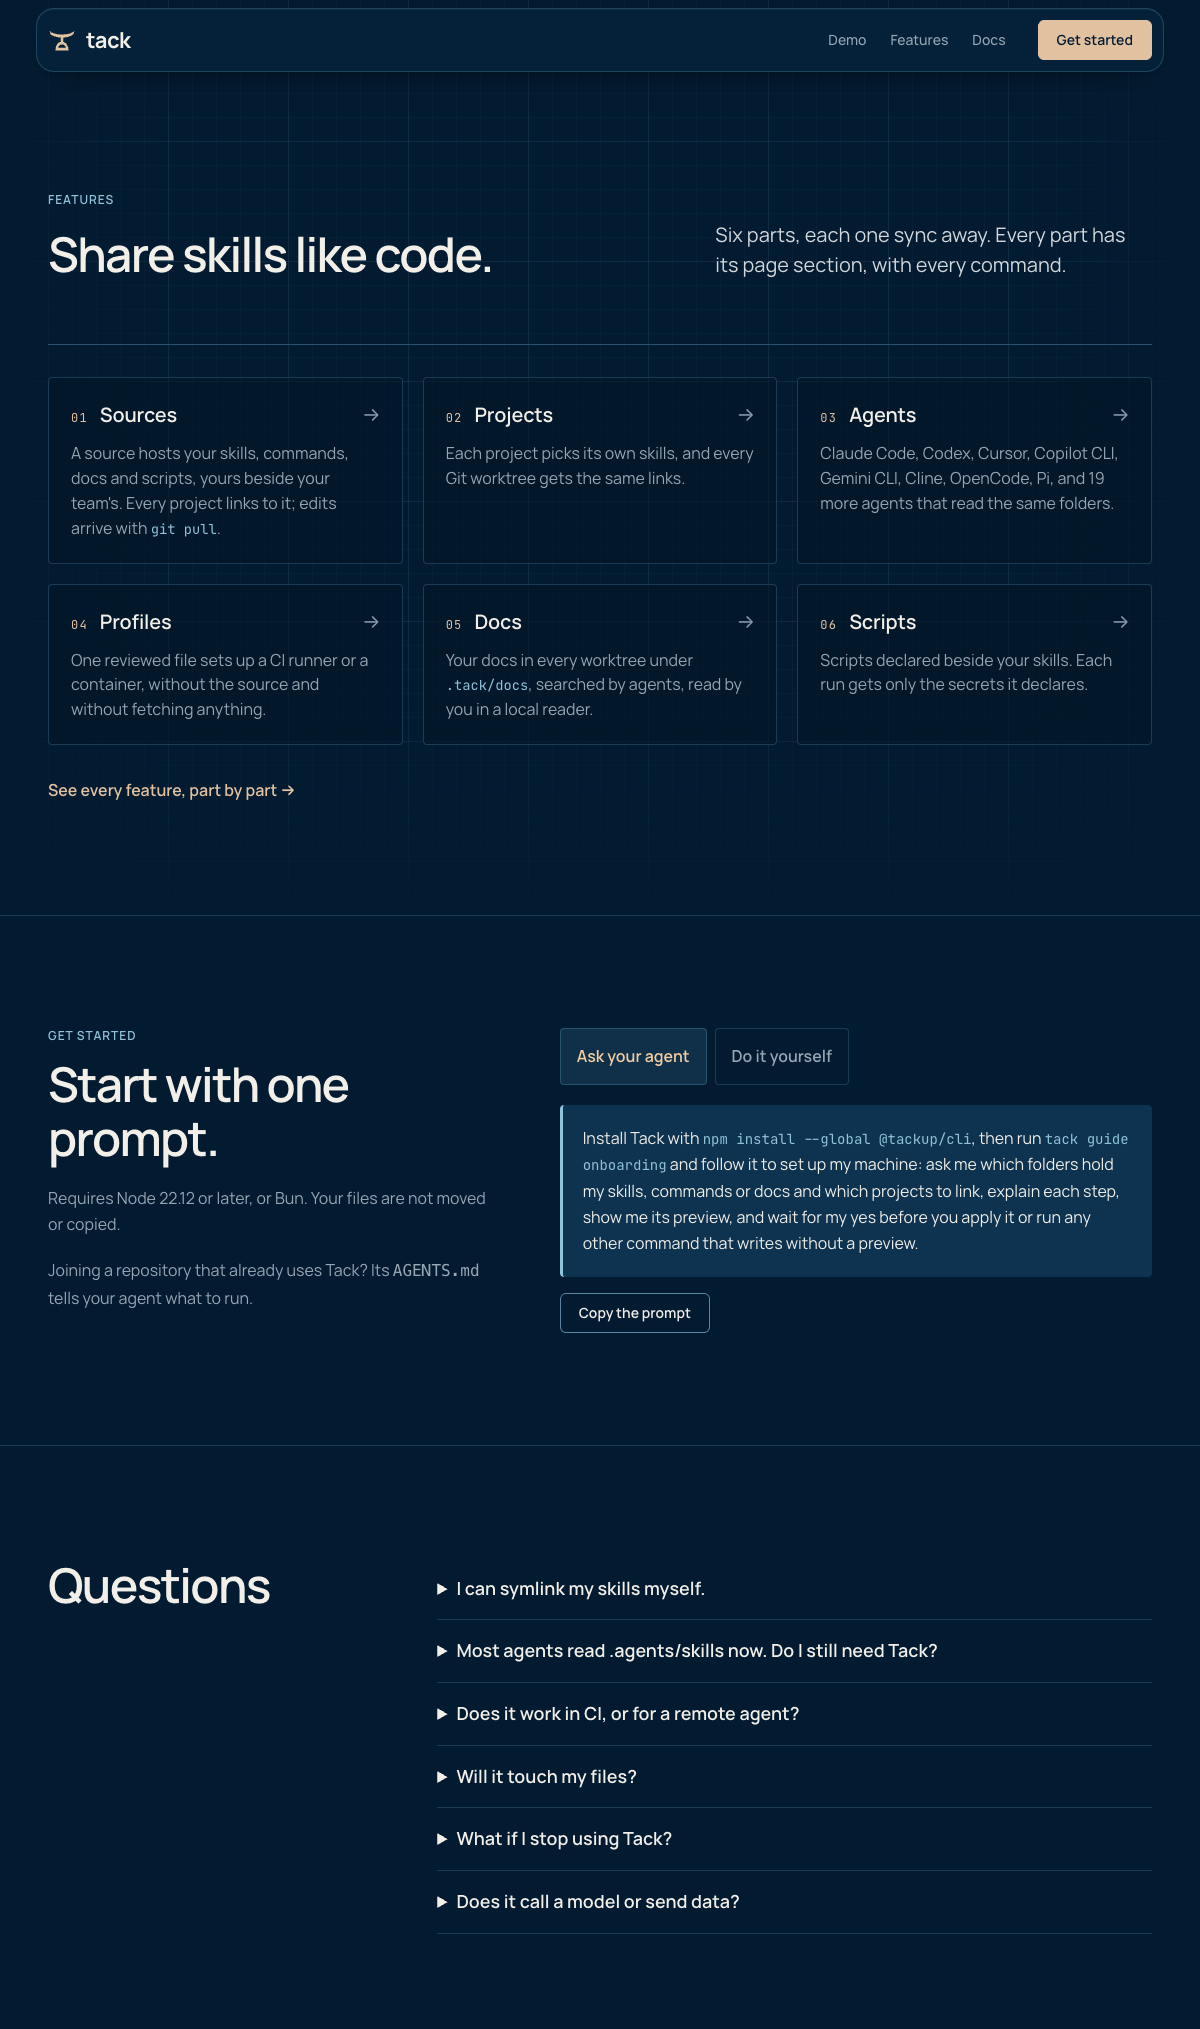 tack
Demo
Features
Docs
Get started
FEATURES
Share skills like code.
Six parts, each one sync away. Every part has
its page section, with every command.
01 Sources →
A source hosts your skills, commands,
docs and scripts, yours beside your
team's. Every project links to it; edits
arrive with git pull.
02 Projects →
Each project picks its own skills, and every
Git worktree gets the same links.
03 Agents →
Claude Code, Codex, Cursor, Copilot CLI,
Gemini CLI, Cline, OpenCode, Pi, and 19
more agents that read the same folders.
04 Profiles →
One reviewed file sets up a CI runner or a
container, without the source and
without fetching anything.
05 Docs →
Your docs in every worktree under
.tack/docs, searched by agents, read by
you in a local reader.
06 Scripts →
Scripts declared beside your skills. Each
run gets only the secrets it declares.
See every feature, part by part →
GET STARTED
Start with one
prompt.
Requires Node 22.12 or later, or Bun. Your files are not moved
or copied.
Joining a repository that already uses Tack? Its AGENTS.md
tells your agent what to run.
Ask your agent
Do it yourself
Install Tack with npm install --global @tackup/cli, then run tack guide
onboarding and follow it to set up my machine: ask me which folders hold
my skills, commands or docs and which projects to link, explain each step,
show me its preview, and wait for my yes before you apply it or run any
other command that writes without a preview.
Copy the prompt
Questions
▶ I can symlink my skills myself.
▶ Most agents read .agents/skills now. Do I still need Tack?
▶ Does it work in CI, or for a remote agent?
▶ Will it touch my files?
▶ What if I stop using Tack?
▶ Does it call a model or send data?